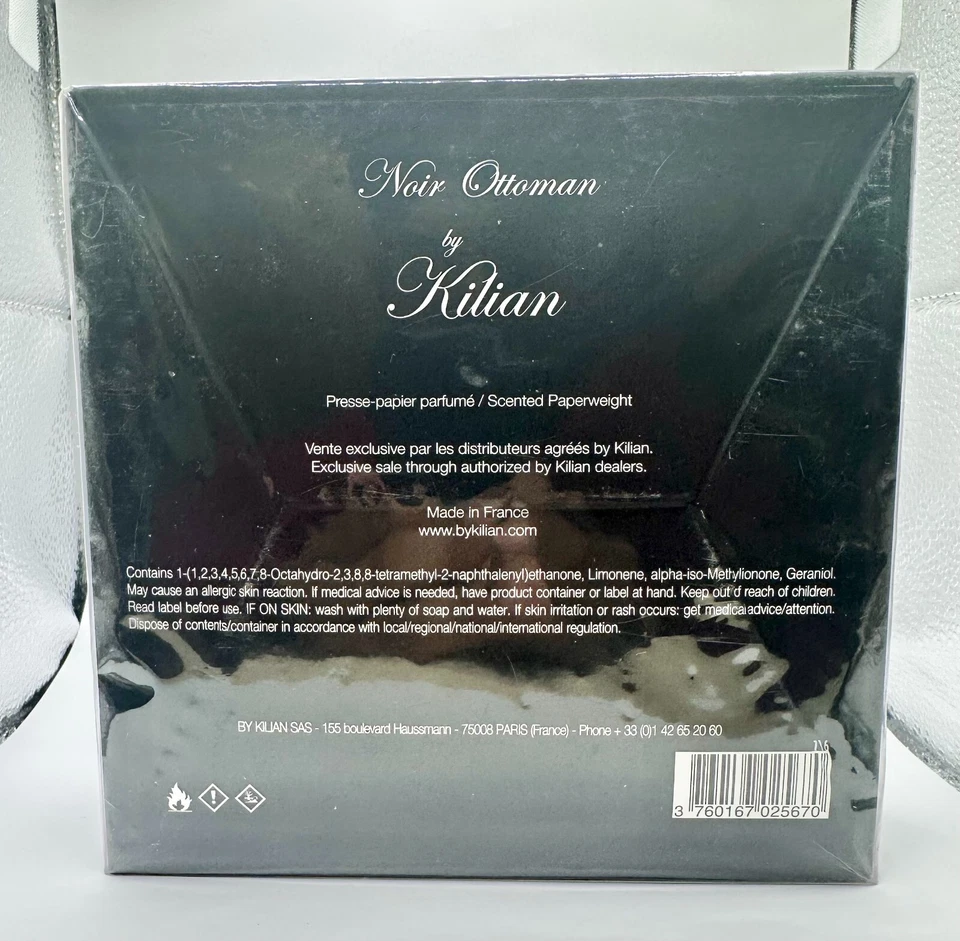 Noir Ottoman
by
Kilian
Presse-papier parfumé / Scented Paperweight
Vente exclusive par les distributeurs agréés by Kilian.
Exclusive sale through authorized by Kilian dealers.
Made in France
www.bykilian.com
Contains 1-(1,2,3,4,5,6,7,8-Octahydro-2,3,8,8-tetramethyl-2-naphthalenyl)ethanone, Limonene, alpha-iso-Methylionone, Geraniol.
May cause an allergic skin reaction. If medical advice is needed, have product container or label at hand. Keep out of reach of children.
Read label before use. IF ON SKIN: wash with plenty of soap and water. If skin irritation or rash occurs: get medical advice/attention.
Dispose of contents/container in accordance with local/regional/national/international regulation.
BY KILIAN SAS - 155 boulevard Haussmann - 75008 PARIS (France) - Phone + 33 (0)1 42 65 20 60
3 760167 025670